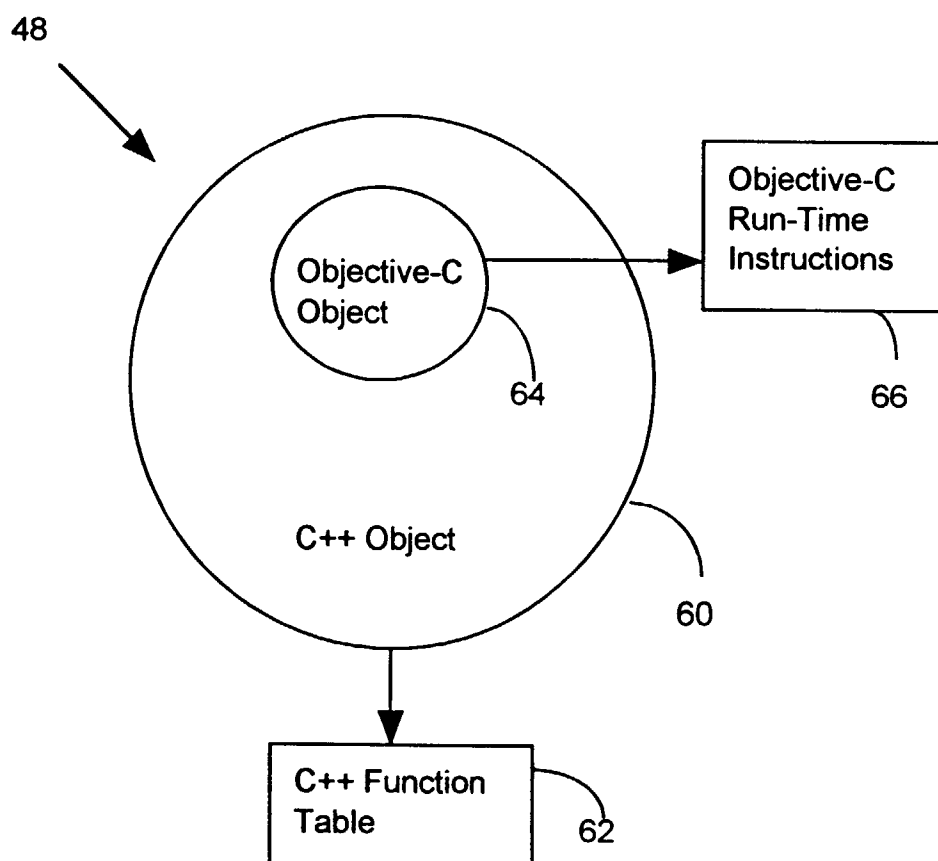 48
Objective-C
Run-Time
Instructions
Objective-C
Object
64
66
C++ Object
60
C++ Function
Table
62